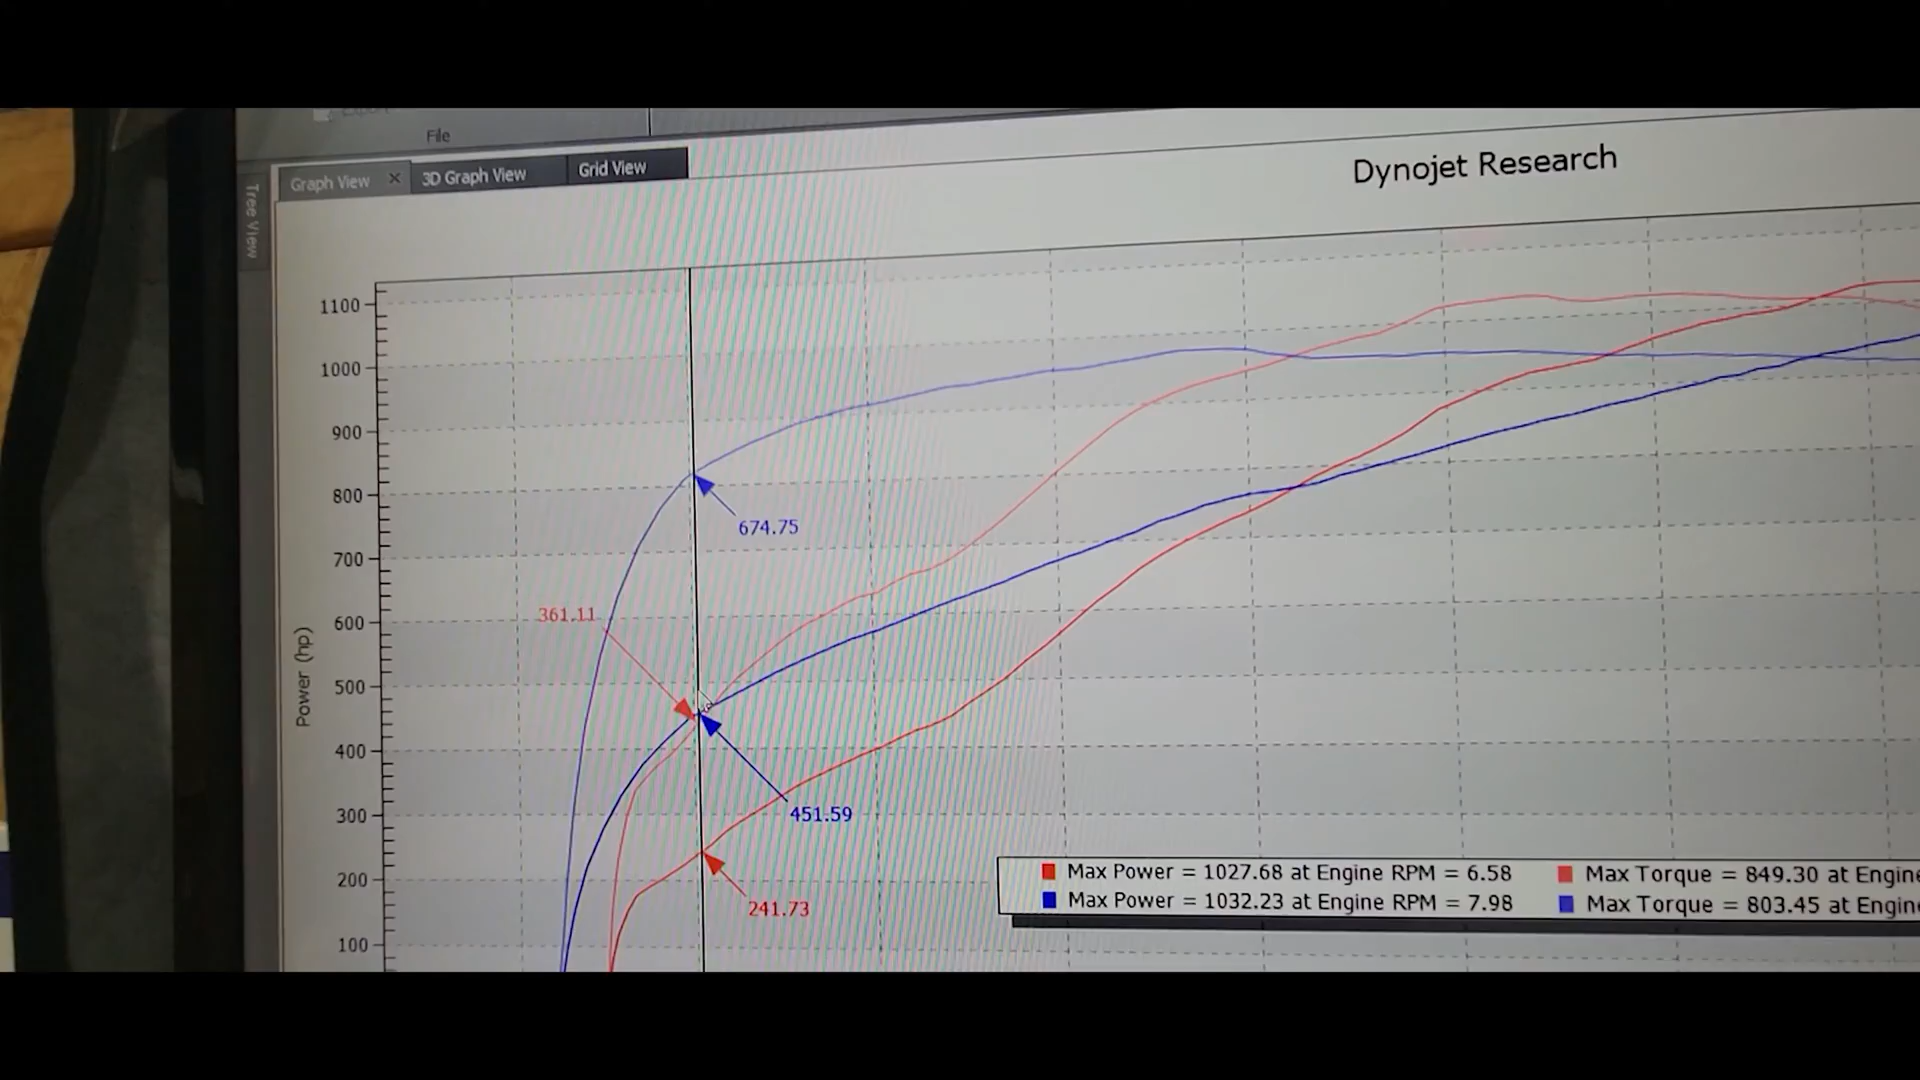 File
Graph View ×
3D Graph View
Grid View
Tree View
Dynojet Research
Power (hp)
1100
1000
900
800
700
600
500
400
300
200
100
674.75
361.11
451.59
241.73
Max Power = 1027.68 at Engine RPM = 6.58
Max Torque = 849.30 at Engine
Max Power = 1032.23 at Engine RPM = 7.98
Max Torque = 803.45 at Engin